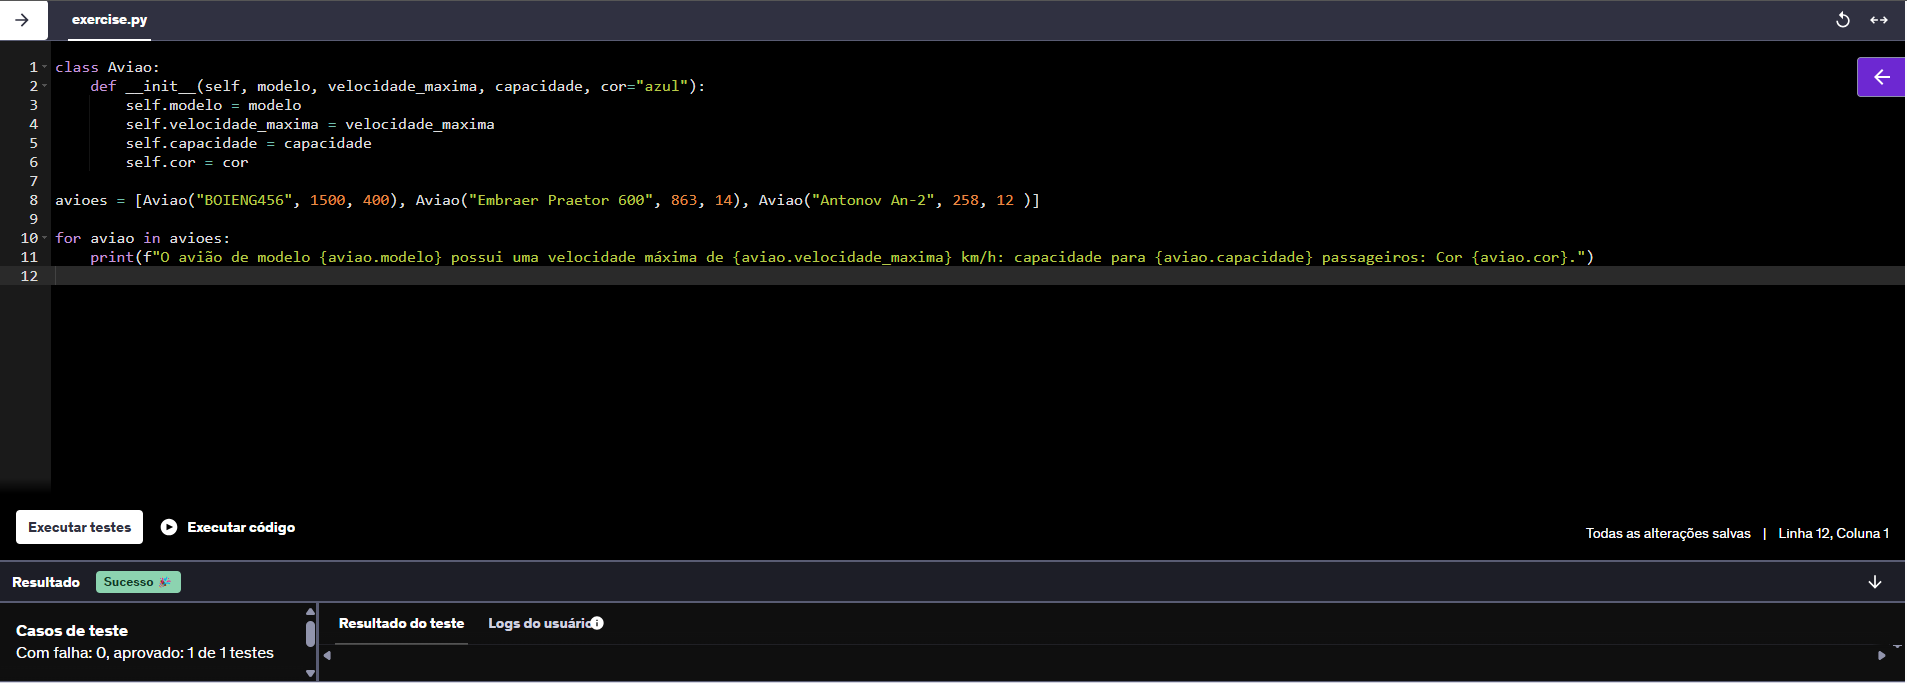 exercise.py
1 class Aviao:
2     def __init__(self, modelo, velocidade_maxima, capacidade, cor="azul"):
3         self.modelo = modelo
4         self.velocidade_maxima = velocidade_maxima
5         self.capacidade = capacidade
6         self.cor = cor
7
8 avioes = [Aviao("BOIENG456", 1500, 400), Aviao("Embraer Praetor 600", 863, 14), Aviao("Antonov An-2", 258, 12 )]
9
10 for aviao in avioes:
11     print(f"O avião de modelo {aviao.modelo} possui uma velocidade máxima de {aviao.velocidade_maxima} km/h: capacidade para {aviao.capacidade} passageiros: Cor {aviao.cor}.")
12
Executar testes Executar código
Todas as alterações salvas | Linha 12, Coluna 1
Resultado Sucesso 🎉
Casos de teste
Com falha: 0, aprovado: 1 de 1 testes
Resultado do teste Logs do usuário